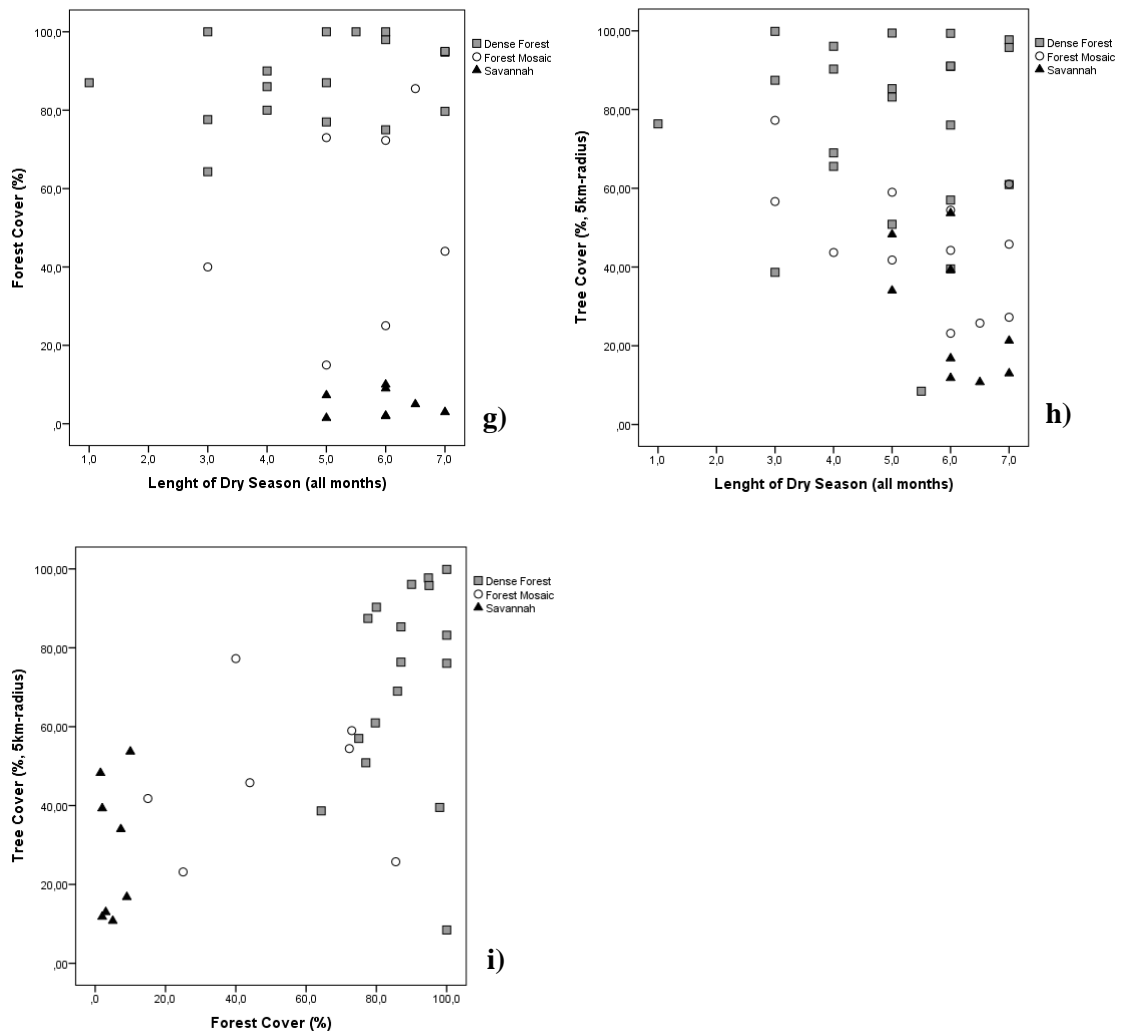 100,0
80,0
60,0
40,0
20,0
,0
Forest Cover (%)
1,0 2,0 3,0 4,0 5,0 6,0 7,0
Lenght of Dry Season (all months)
Dense Forest
Forest Mosaic
Savannah
g)
100,00
80,00
60,00
40,00
20,00
,00
Tree Cover (%, 5km-radius)
1,0 2,0 3,0 4,0 5,0 6,0 7,0
Lenght of Dry Season (all months)
Dense Forest
Forest Mosaic
Savannah
h)
100,00
80,00
60,00
40,00
20,00
,00
Tree Cover (%, 5km-radius)
,0 20,0 40,0 60,0 80,0 100,0
Forest Cover (%)
Dense Forest
Forest Mosaic
Savannah
i)